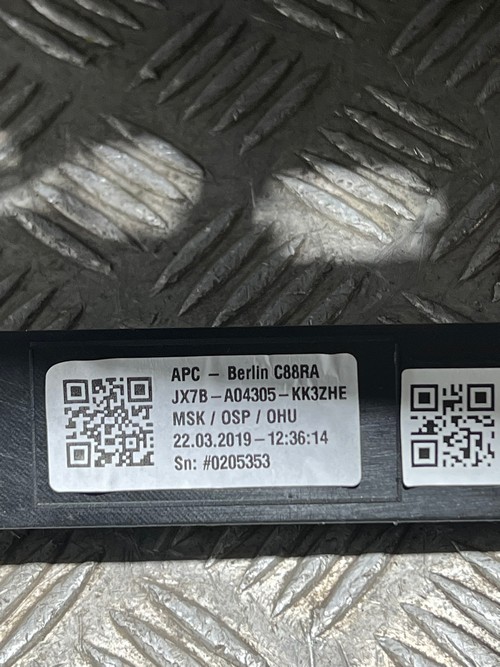 APC - Berlin C88RA
JX7B-A04305-KK3ZHE
MSK / OSP / OHU
22.03.2019-12:36:14
Sn: #0205353